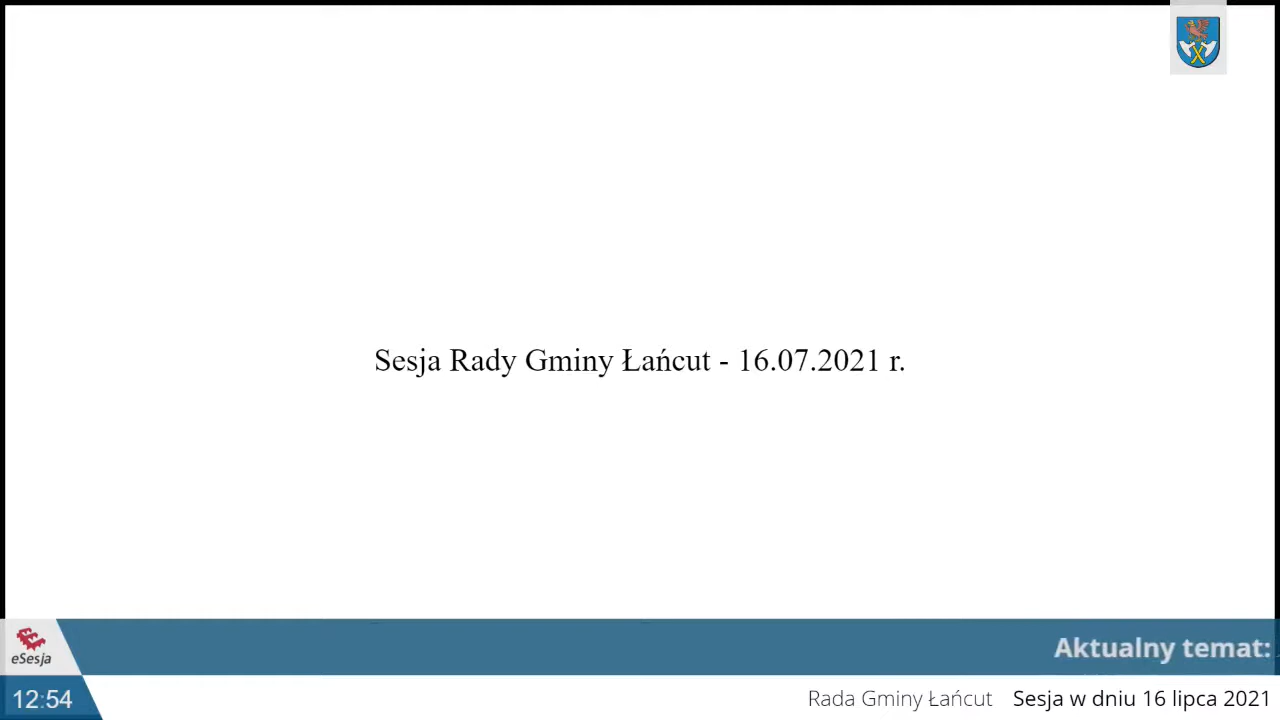 Sesja Rady Gminy Łańcut - 16.07.2021 r.
Aktualny temat:
eSesja
12:54
Rada Gminy Łańcut Sesja w dniu 16 lipca 2021